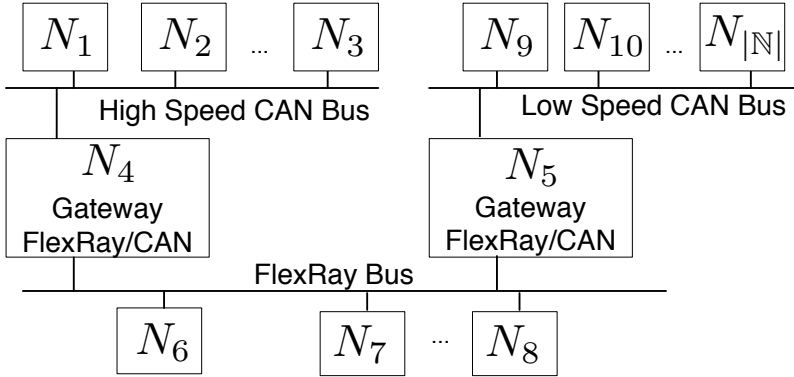 N₁ N₂ ... N₃
N₉ N₁₀ ... N_{|ℕ|}
High Speed CAN Bus
Low Speed CAN Bus
N₄
Gateway
FlexRay/CAN
N₅
Gateway
FlexRay/CAN
FlexRay Bus
N₆ N₇ ... N₈